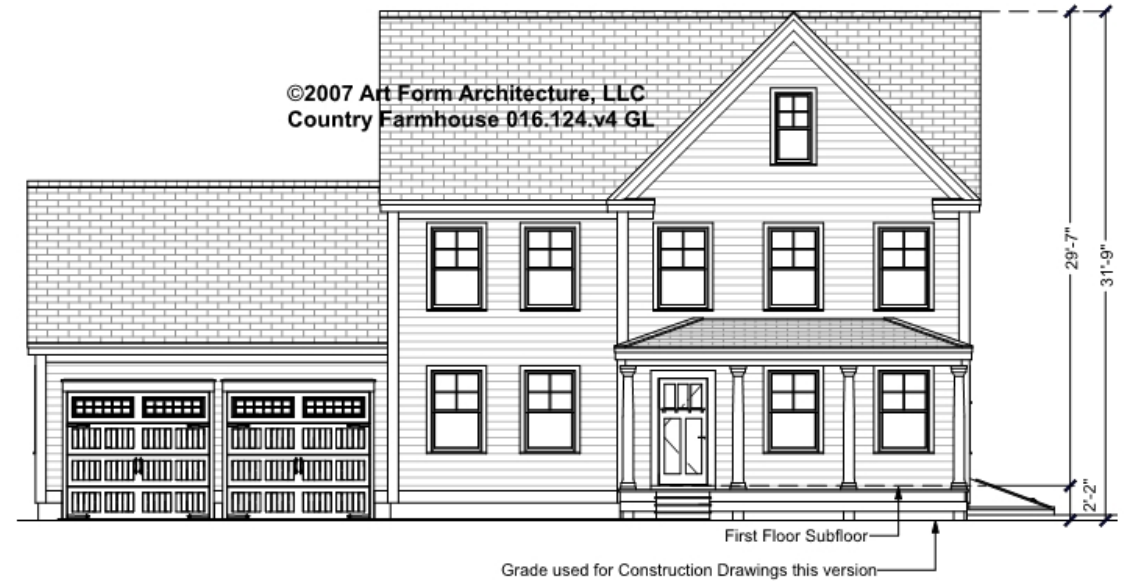 ©2007 Art Form Architecture, LLC
Country Farmhouse 016.124.v4 GL
29'-7"
31'-9"
2'-2"
First Floor Subfloor
Grade used for Construction Drawings this version